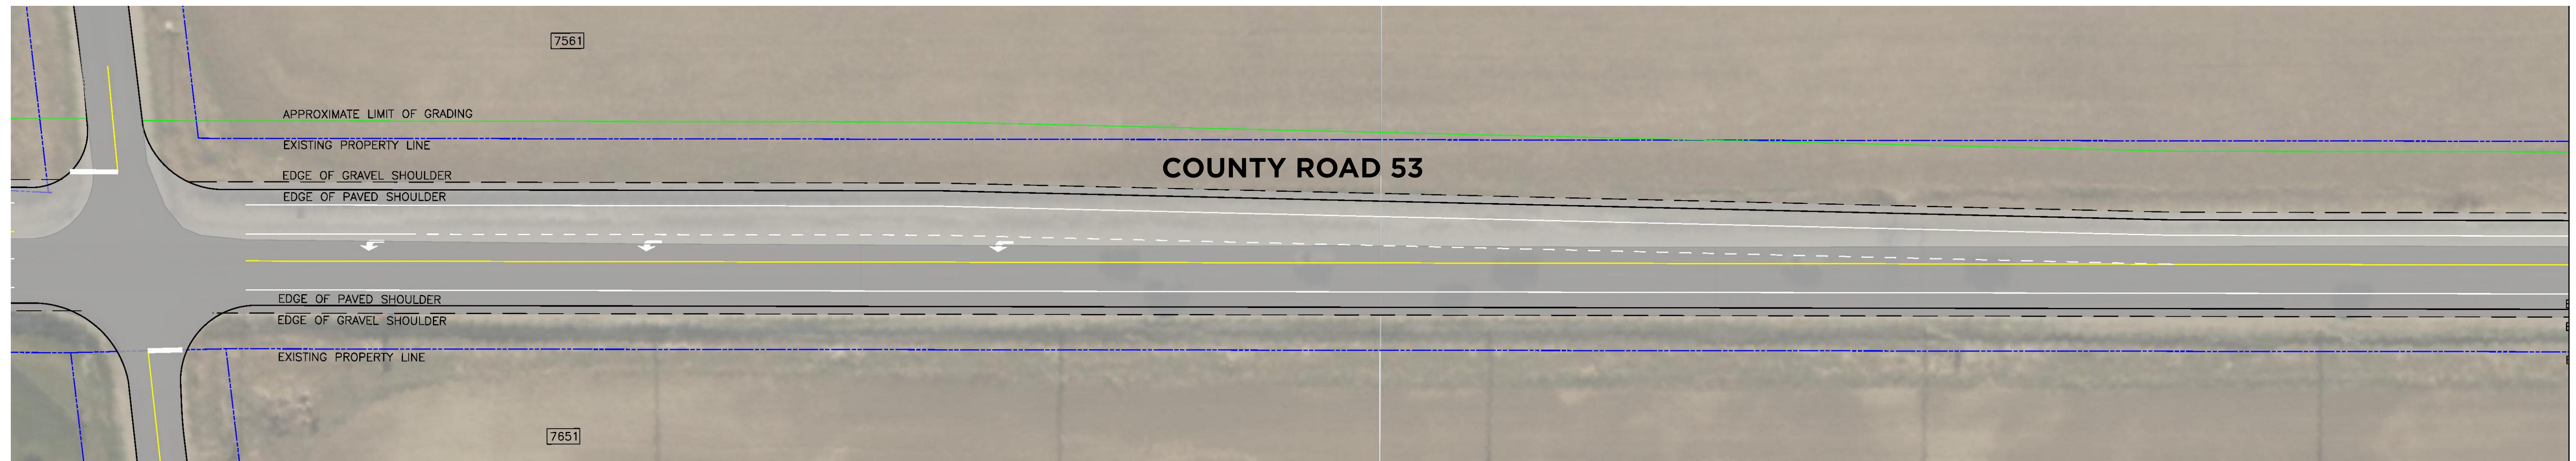 7561
APPROXIMATE LIMIT OF GRADING
EXISTING PROPERTY LINE
COUNTY ROAD 53
EDGE OF GRAVEL SHOULDER
EDGE OF PAVED SHOULDER
EDGE OF PAVED SHOULDER
EDGE OF GRAVEL SHOULDER
EXISTING PROPERTY LINE
7651